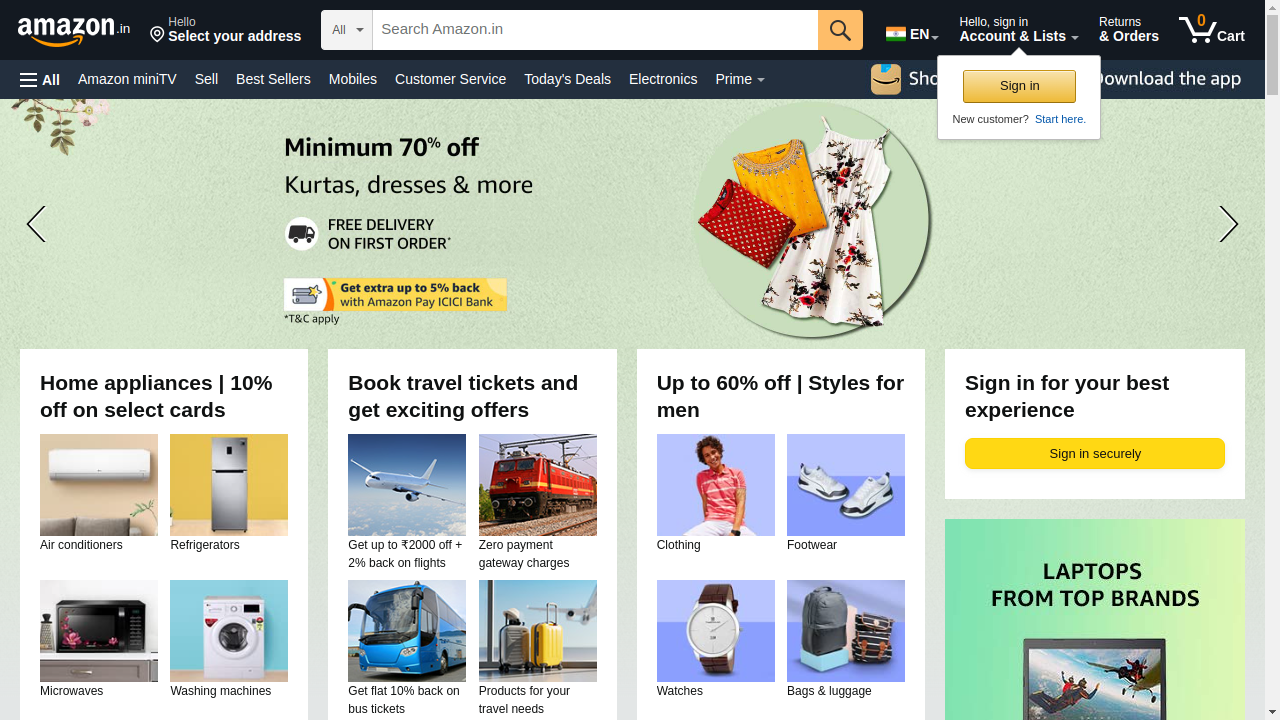 amazon.in
Hello
Select your address
All
Search Amazon.in
EN
Hello, sign in
Account & Lists
Returns
& Orders
0
Cart
All
Amazon miniTV
Sell
Best Sellers
Mobiles
Customer Service
Today's Deals
Electronics
Prime
Sho
Download the app
Sign in
New customer? Start here.
Minimum 70% off
Kurtas, dresses & more
FREE DELIVERY
ON FIRST ORDER*
Get extra up to 5% back
with Amazon Pay ICICI Bank
*T&C apply
Home appliances | 10%
off on select cards
Air conditioners
Refrigerators
Microwaves
Washing machines
Book travel tickets and
get exciting offers
Get up to ₹2000 off +
2% back on flights
Zero payment
gateway charges
Get flat 10% back on
bus tickets
Products for your
travel needs
Up to 60% off | Styles for
men
Clothing
Footwear
Watches
Bags & luggage
Sign in for your best
experience
Sign in securely
LAPTOPS
FROM TOP BRANDS